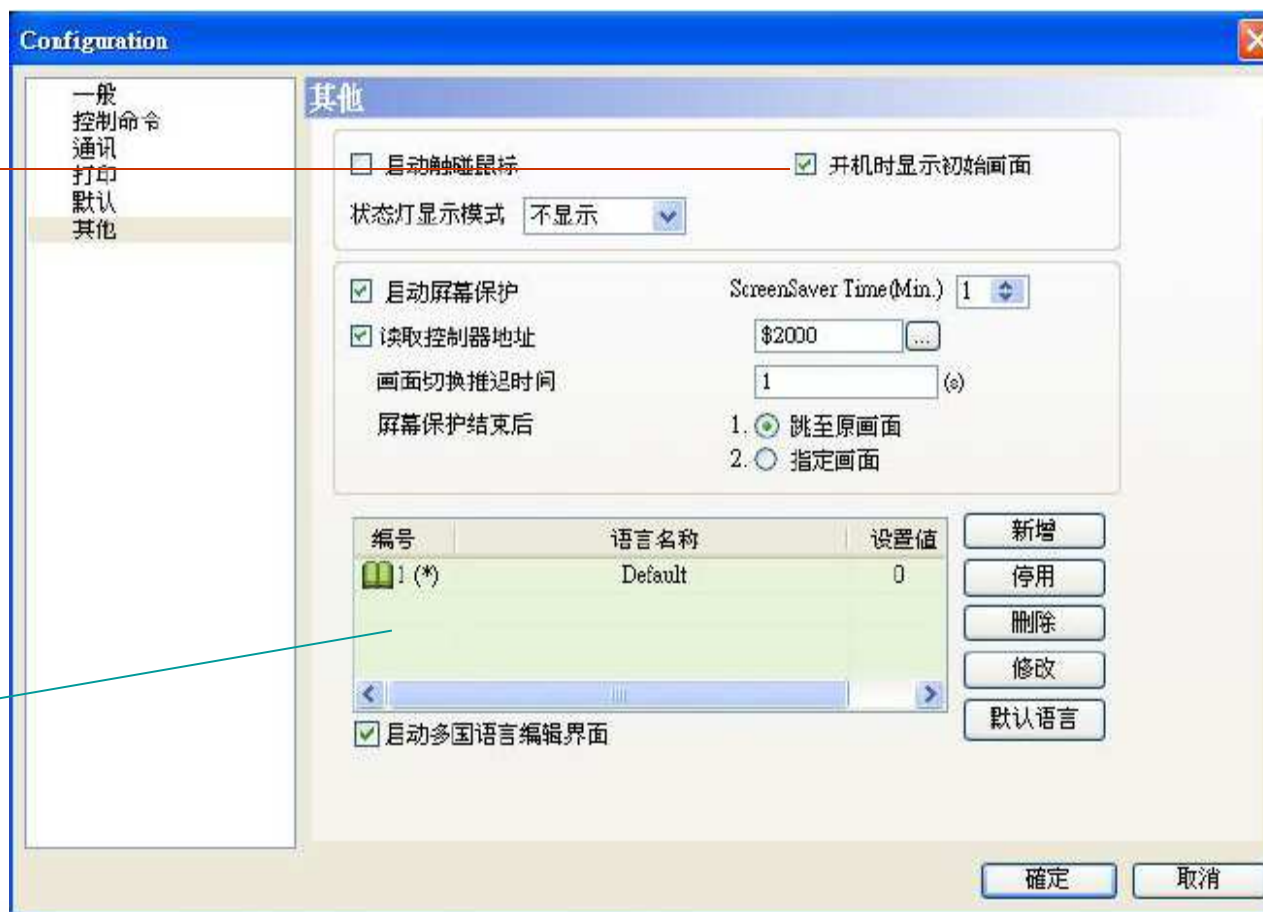 Configuration
一般
控制命令
通讯
打印
默认
其他
其他
启动触碰鼠标
开机时显示初始画面
状态灯显示模式 不显示
启动屏幕保护
ScreenSaver Time(Min.) 1
读取控制器地址
$2000 ...
画面切换推迟时间
1 (s)
屏幕保护结束后
1. 跳至原画面
2. 指定画面
编号 语言名称 设置值
1 (*) Default 0
新增
停用
删除
修改
默认语言
启动多国语言编辑界面
確定 取消